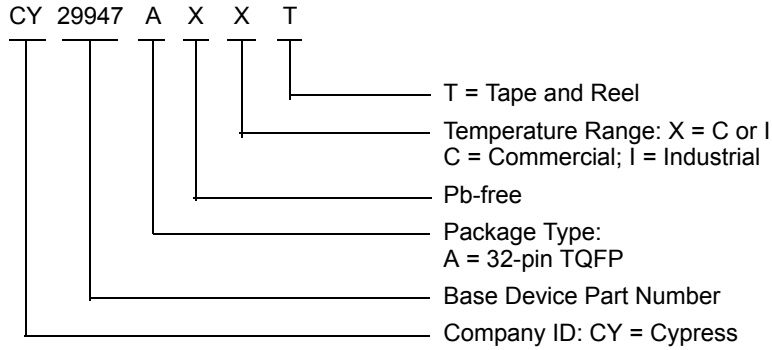 CY 29947 A X X T
T = Tape and Reel
Temperature Range: X = C or I
C = Commercial; I = Industrial
Pb-free
Package Type:
A = 32-pin TQFP
Base Device Part Number
Company ID: CY = Cypress